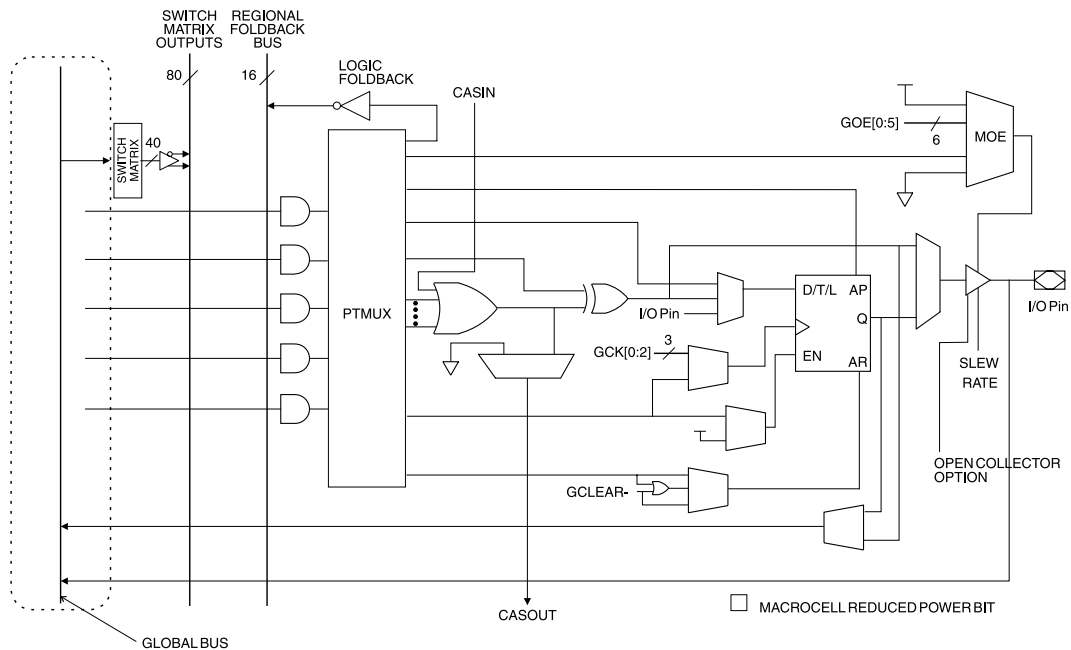 SWITCH
MATRIX
OUTPUTS
REGIONAL
FOLDBACK
BUS
80
16
LOGIC
FOLDBACK
CASIN
SWITCH
MATRIX
40
GOE[0:5]
6
MOE
PTMUX
I/O Pin
D/T/L AP
Q
EN
AR
GCK[0:2]
3
I/O Pin
SLEW
RATE
OPEN COLLECTOR
OPTION
GCLEAR-
CASOUT
MACROCELL REDUCED POWER BIT
GLOBAL BUS